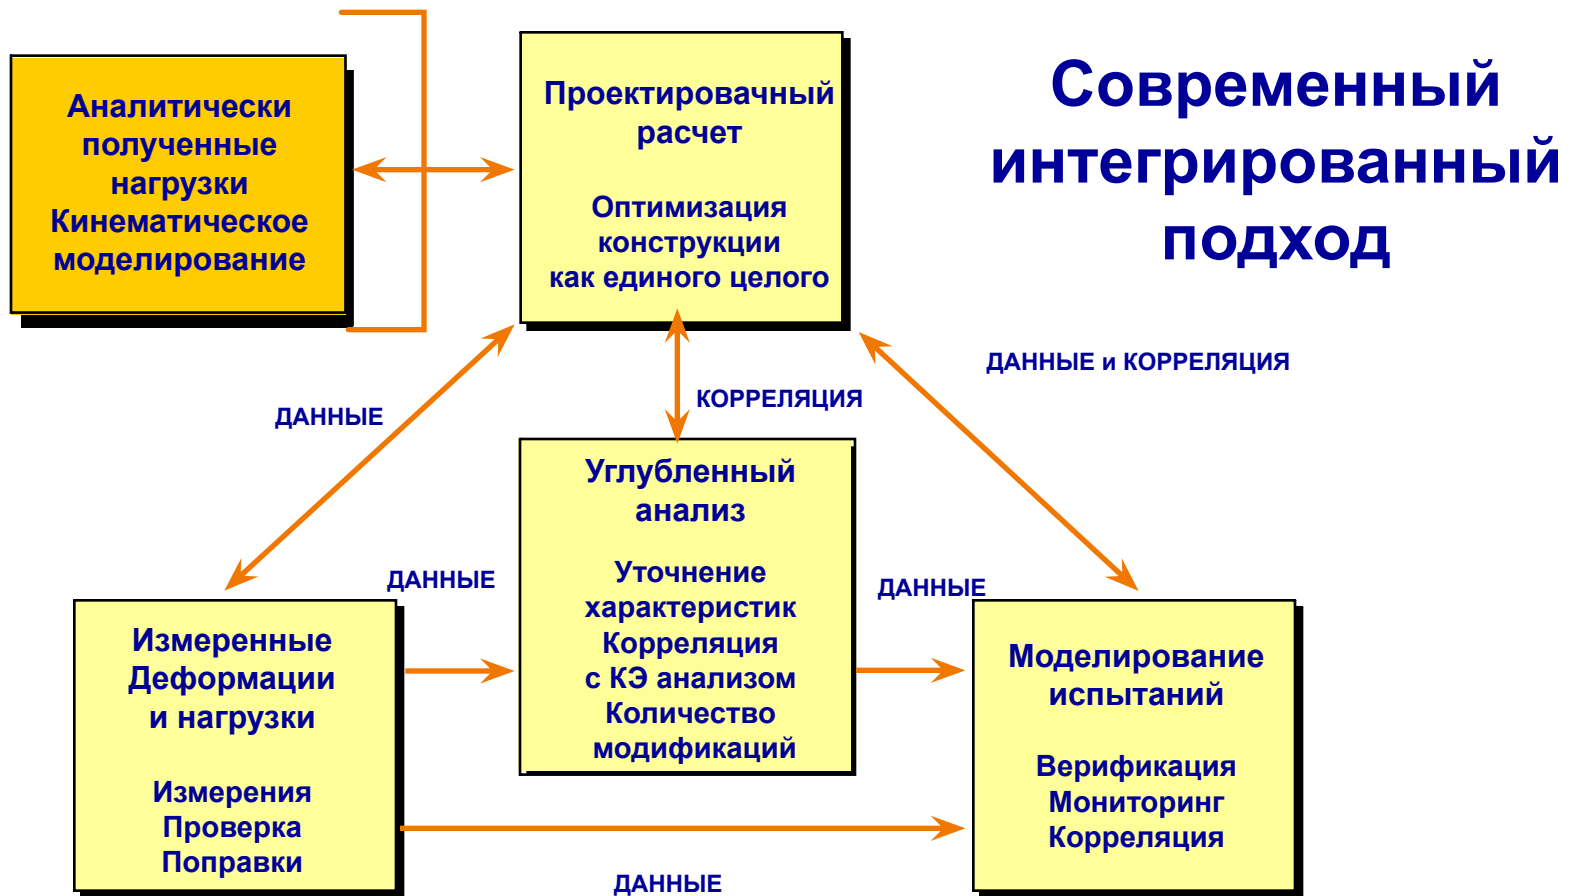 Современный
интегрированный
подход
Аналитически
полученные
нагрузки
Кинематическое
моделирование
Проектировачный
расчет
Оптимизация
конструкции
как единого целого
ДАННЫЕ
КОРРЕЛЯЦИЯ
ДАННЫЕ и КОРРЕЛЯЦИЯ
Углубленный
анализ
Уточнение
характеристик
Корреляция
с КЭ анализом
Количество
модификаций
ДАННЫЕ
ДАННЫЕ
Измеренные
Деформации
и нагрузки
Измерения
Проверка
Поправки
Моделирование
испытаний
Верификация
Мониторинг
Корреляция
ДАННЫЕ